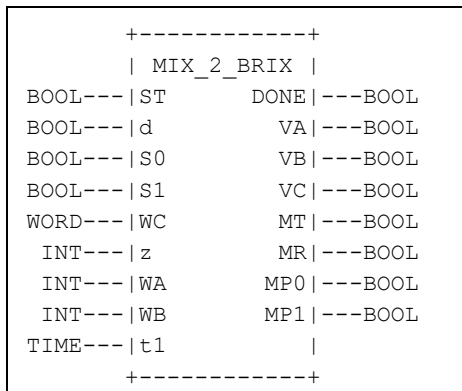 +------------+
| MIX_2_BRIX |
BOOL---|ST DONE|---BOOL
BOOL---|d VA|---BOOL
BOOL---|S0 VB|---BOOL
BOOL---|S1 VC|---BOOL
WORD---|WC MT|---BOOL
INT---|z MR|---BOOL
INT---|WA MP0|---BOOL
INT---|WB MP1|---BOOL
TIME---|t1 |
+------------+